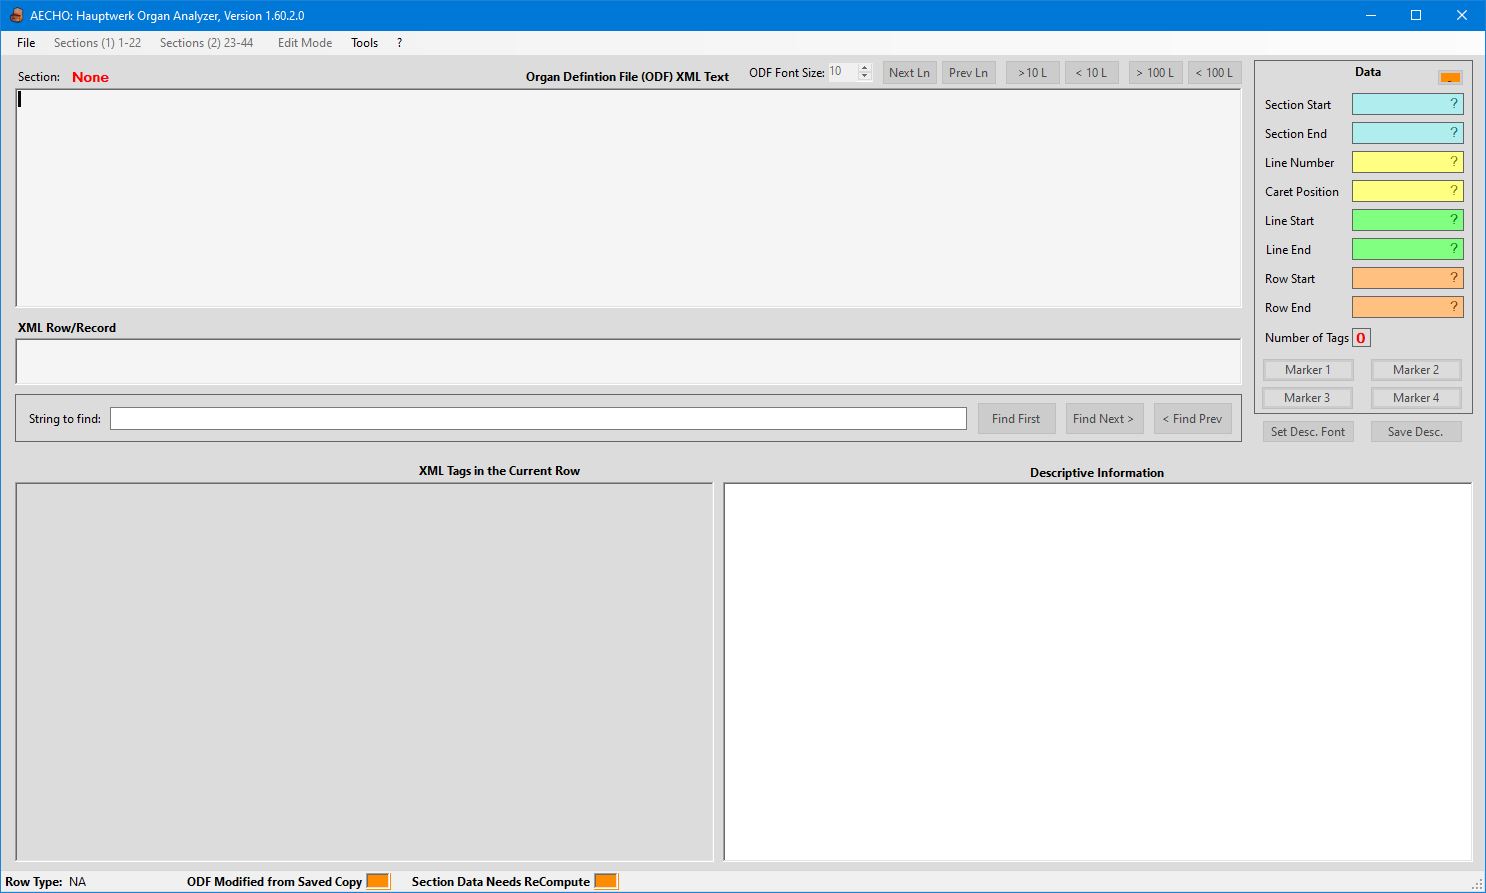 AECHO: Hauptwerk Organ Analyzer, Version 1.60.2.0
File Sections (1) 1-22 Sections (2) 23-44 Edit Mode Tools ?
Section: None Organ Defintion File (ODF) XML Text ODF Font Size: 10 Next Ln Prev Ln >10 L < 10 L > 100 L < 100 L
Data
Section Start ?
Section End ?
Line Number ?
Caret Position ?
Line Start ?
Line End ?
Row Start ?
Row End ?
Number of Tags 0
Marker 1 Marker 2
Marker 3 Marker 4
Set Desc. Font Save Desc.
XML Row/Record
String to find: Find First Find Next > < Find Prev
XML Tags in the Current Row
Descriptive Information
Row Type: NA ODF Modified from Saved Copy Section Data Needs ReCompute